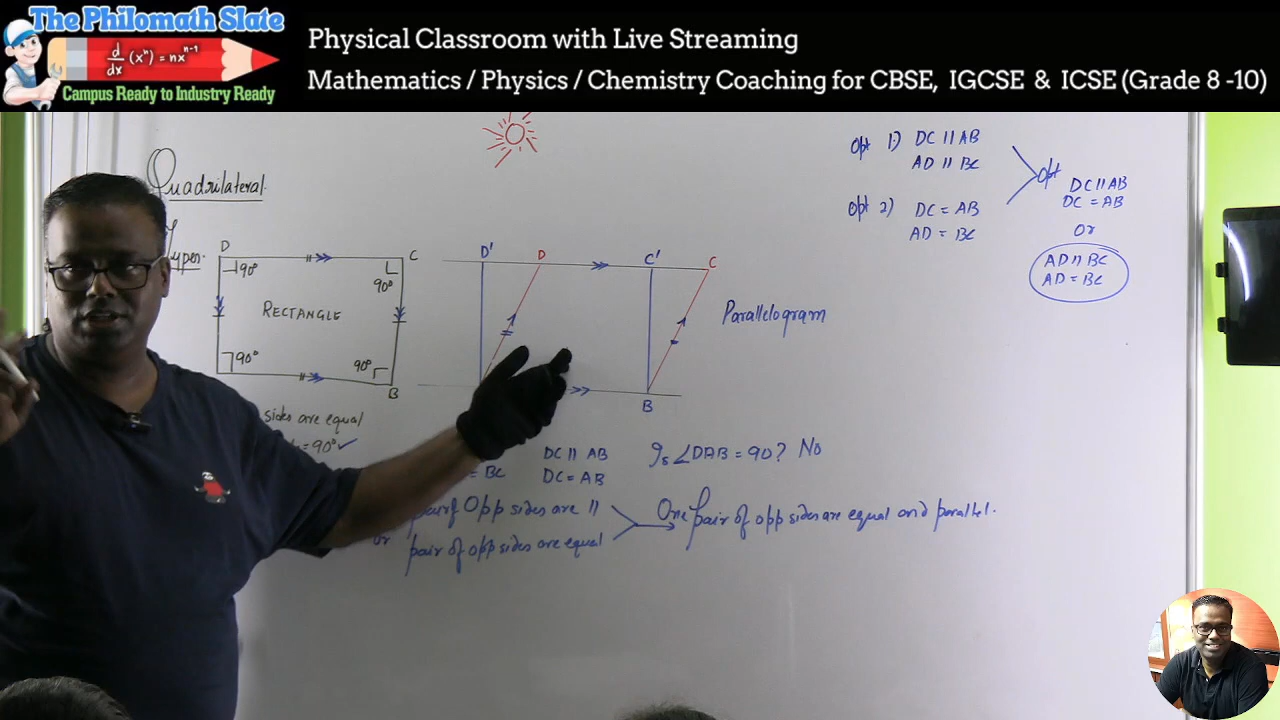 The Philomath Slate
d/dx (xⁿ) = nxⁿ⁻¹
Campus Ready to Industry Ready
Physical Classroom with Live Streaming
Mathematics / Physics / Chemistry Coaching for CBSE, IGCSE & ICSE (Grade 8 -10)
Quadrilateral
Types.
D C
90° 90°
RECTANGLE
90° 90°
B
D' D C' C
Parallelogram
B
sides are equal
= 90° ✓
DC || AB
= BC DC = AB
Is ∠DAB = 90? No
pair of Opp sides are ||
or pair of opp sides are equal
One pair of opp sides are equal and parallel.
Opt 1) DC || AB
AD || BC
Opt 2) DC = AB
AD = BC
Opt DC || AB
DC = AB
Or
AD || BC
AD = BC